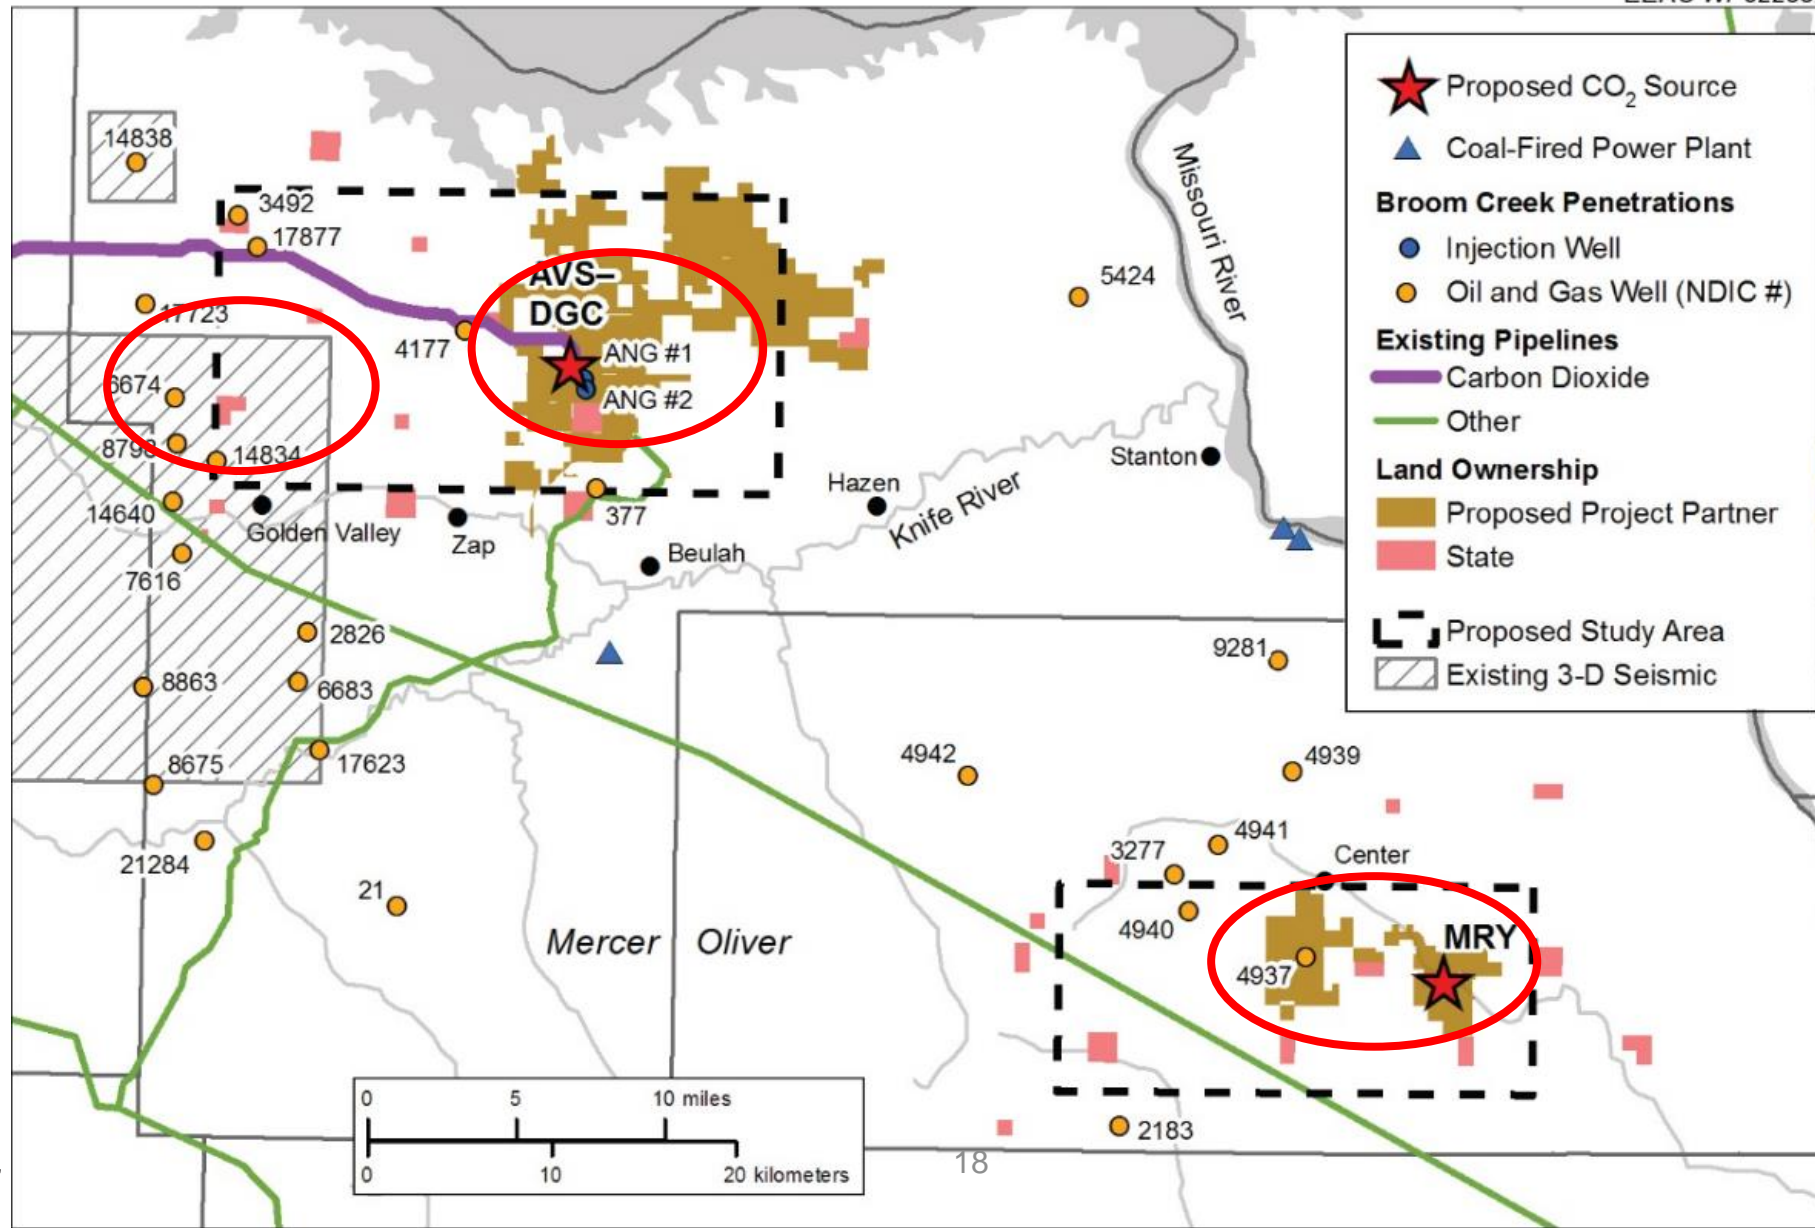 Proposed CO2 Source
Coal-Fired Power Plant
Broom Creek Penetrations
Injection Well
Oil and Gas Well (NDIC #)
Existing Pipelines
Carbon Dioxide
Other
Land Ownership
Proposed Project Partner
State
Proposed Study Area
Existing 3-D Seismic
14838
3492
17877
17723
4177
AVS–
DGC
ANG #1
ANG #2
5424
Missouri River
6674
8798
14834
14640
Golden Valley
Zap
377
Beulah
Hazen
Knife River
Stanton
7616
2826
6683
8863
17623
8675
21284
21
Mercer
Oliver
9281
4942
4939
4941
3277
4940
Center
4937
MRY
2183
0 5 10 miles
0 10 20 kilometers
18